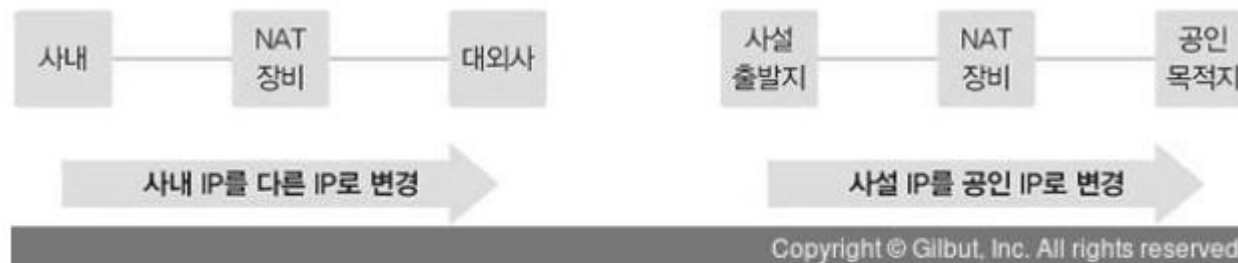 사내
NAT
장비
대외사
사내 IP를 다른 IP로 변경
사설
출발지
NAT
장비
공인
목적지
사설 IP를 공인 IP로 변경
Copyright © Gilbut, Inc. All rights reserved